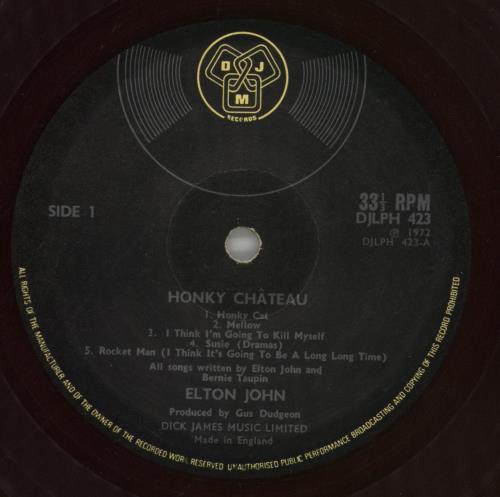 D J
M
RECORDS
SIDE 1
33⅓ RPM
DJLPH 423
℗ 1972
DJLPH 423-A
HONKY CHÂTEAU
1. Honky Cat
2. Mellow
3. I Think I'm Going To Kill Myself
4. Susie (Dramas)
5. Rocket Man (I Think It's Going To Be A Long Long Time)
All songs written by Elton John and
Bernie Taupin
ELTON JOHN
Produced by Gus Dudgeon
DICK JAMES MUSIC LIMITED
Made in England
ALL RIGHTS OF THE MANUFACTURER AND OF THE OWNER OF THE RECORDED WORK RESERVED UNAUTHORISED PUBLIC PERFORMANCE BROADCASTING AND COPYING OF THIS RECORD PROHIBITED